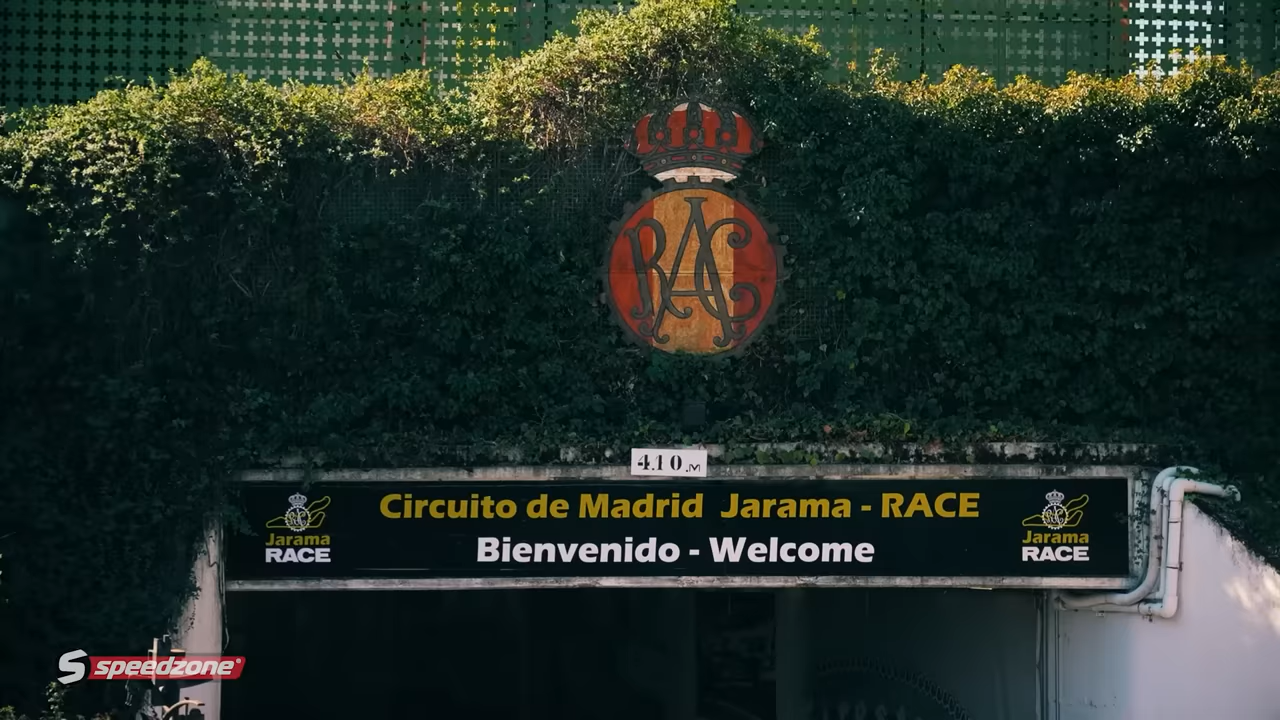 RAC
4.10.M
Circuito de Madrid Jarama - RACE
Bienvenido - Welcome
Jarama
RACE
Jarama
RACE
speedzone